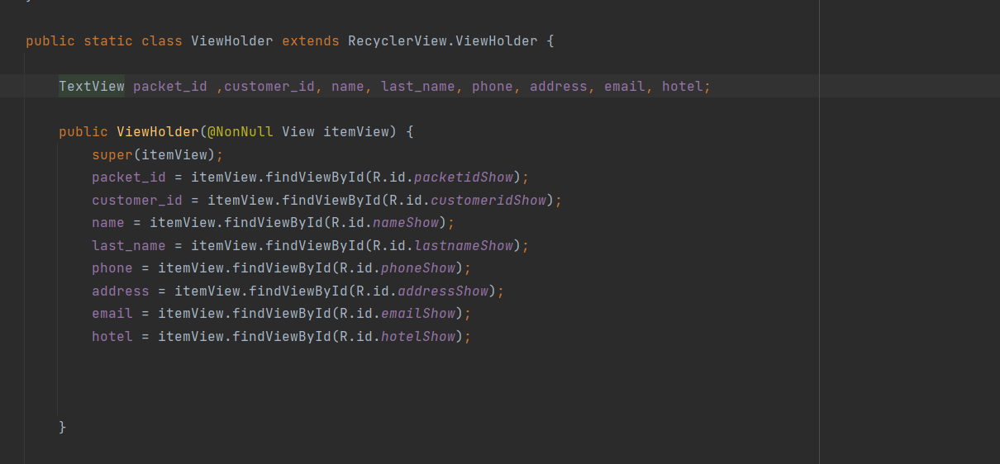 public static class ViewHolder extends RecyclerView.ViewHolder {
TextView packet_id ,customer_id, name, last_name, phone, address, email, hotel;
public ViewHolder(@NonNull View itemView) {
super(itemView);
packet_id = itemView.findViewById(R.id.packetidShow);
customer_id = itemView.findViewById(R.id.customeridShow);
name = itemView.findViewById(R.id.nameShow);
last_name = itemView.findViewById(R.id.lastnameShow);
phone = itemView.findViewById(R.id.phoneShow);
address = itemView.findViewById(R.id.addressShow);
email = itemView.findViewById(R.id.emailShow);
hotel = itemView.findViewById(R.id.hotelShow);
}